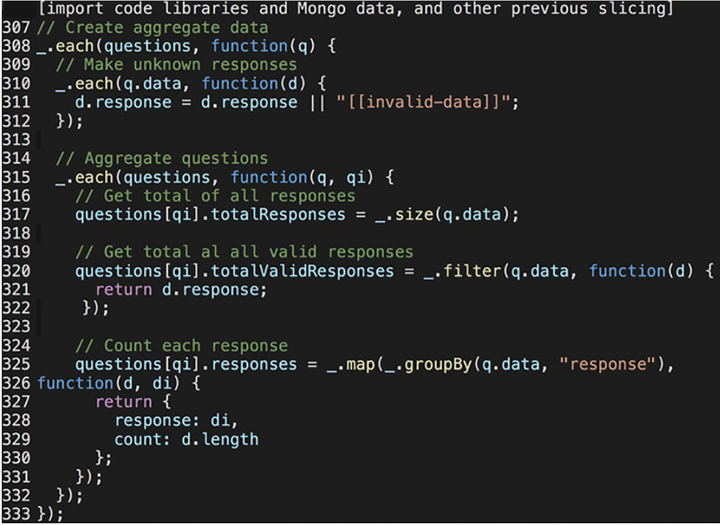 [import code libraries and Mongo data, and other previous slicing]
307 // Create aggregate data
308 _.each(questions, function(q) {
309   // Make unknown responses
310   _.each(q.data, function(d) {
311     d.response = d.response || "[[invalid-data]]";
312   });
313
314   // Aggregate questions
315   _.each(questions, function(q, qi) {
316     // Get total of all responses
317     questions[qi].totalResponses = _.size(q.data);
318
319     // Get total al all valid responses
320     questions[qi].totalValidResponses = _.filter(q.data, function(d) {
321       return d.response;
322     });
323
324     // Count each response
325     questions[qi].responses = _.map(_.groupBy(q.data, "response"),
326 function(d, di) {
327       return {
328         response: di,
329         count: d.length
330       };
331     });
332   });
333 });